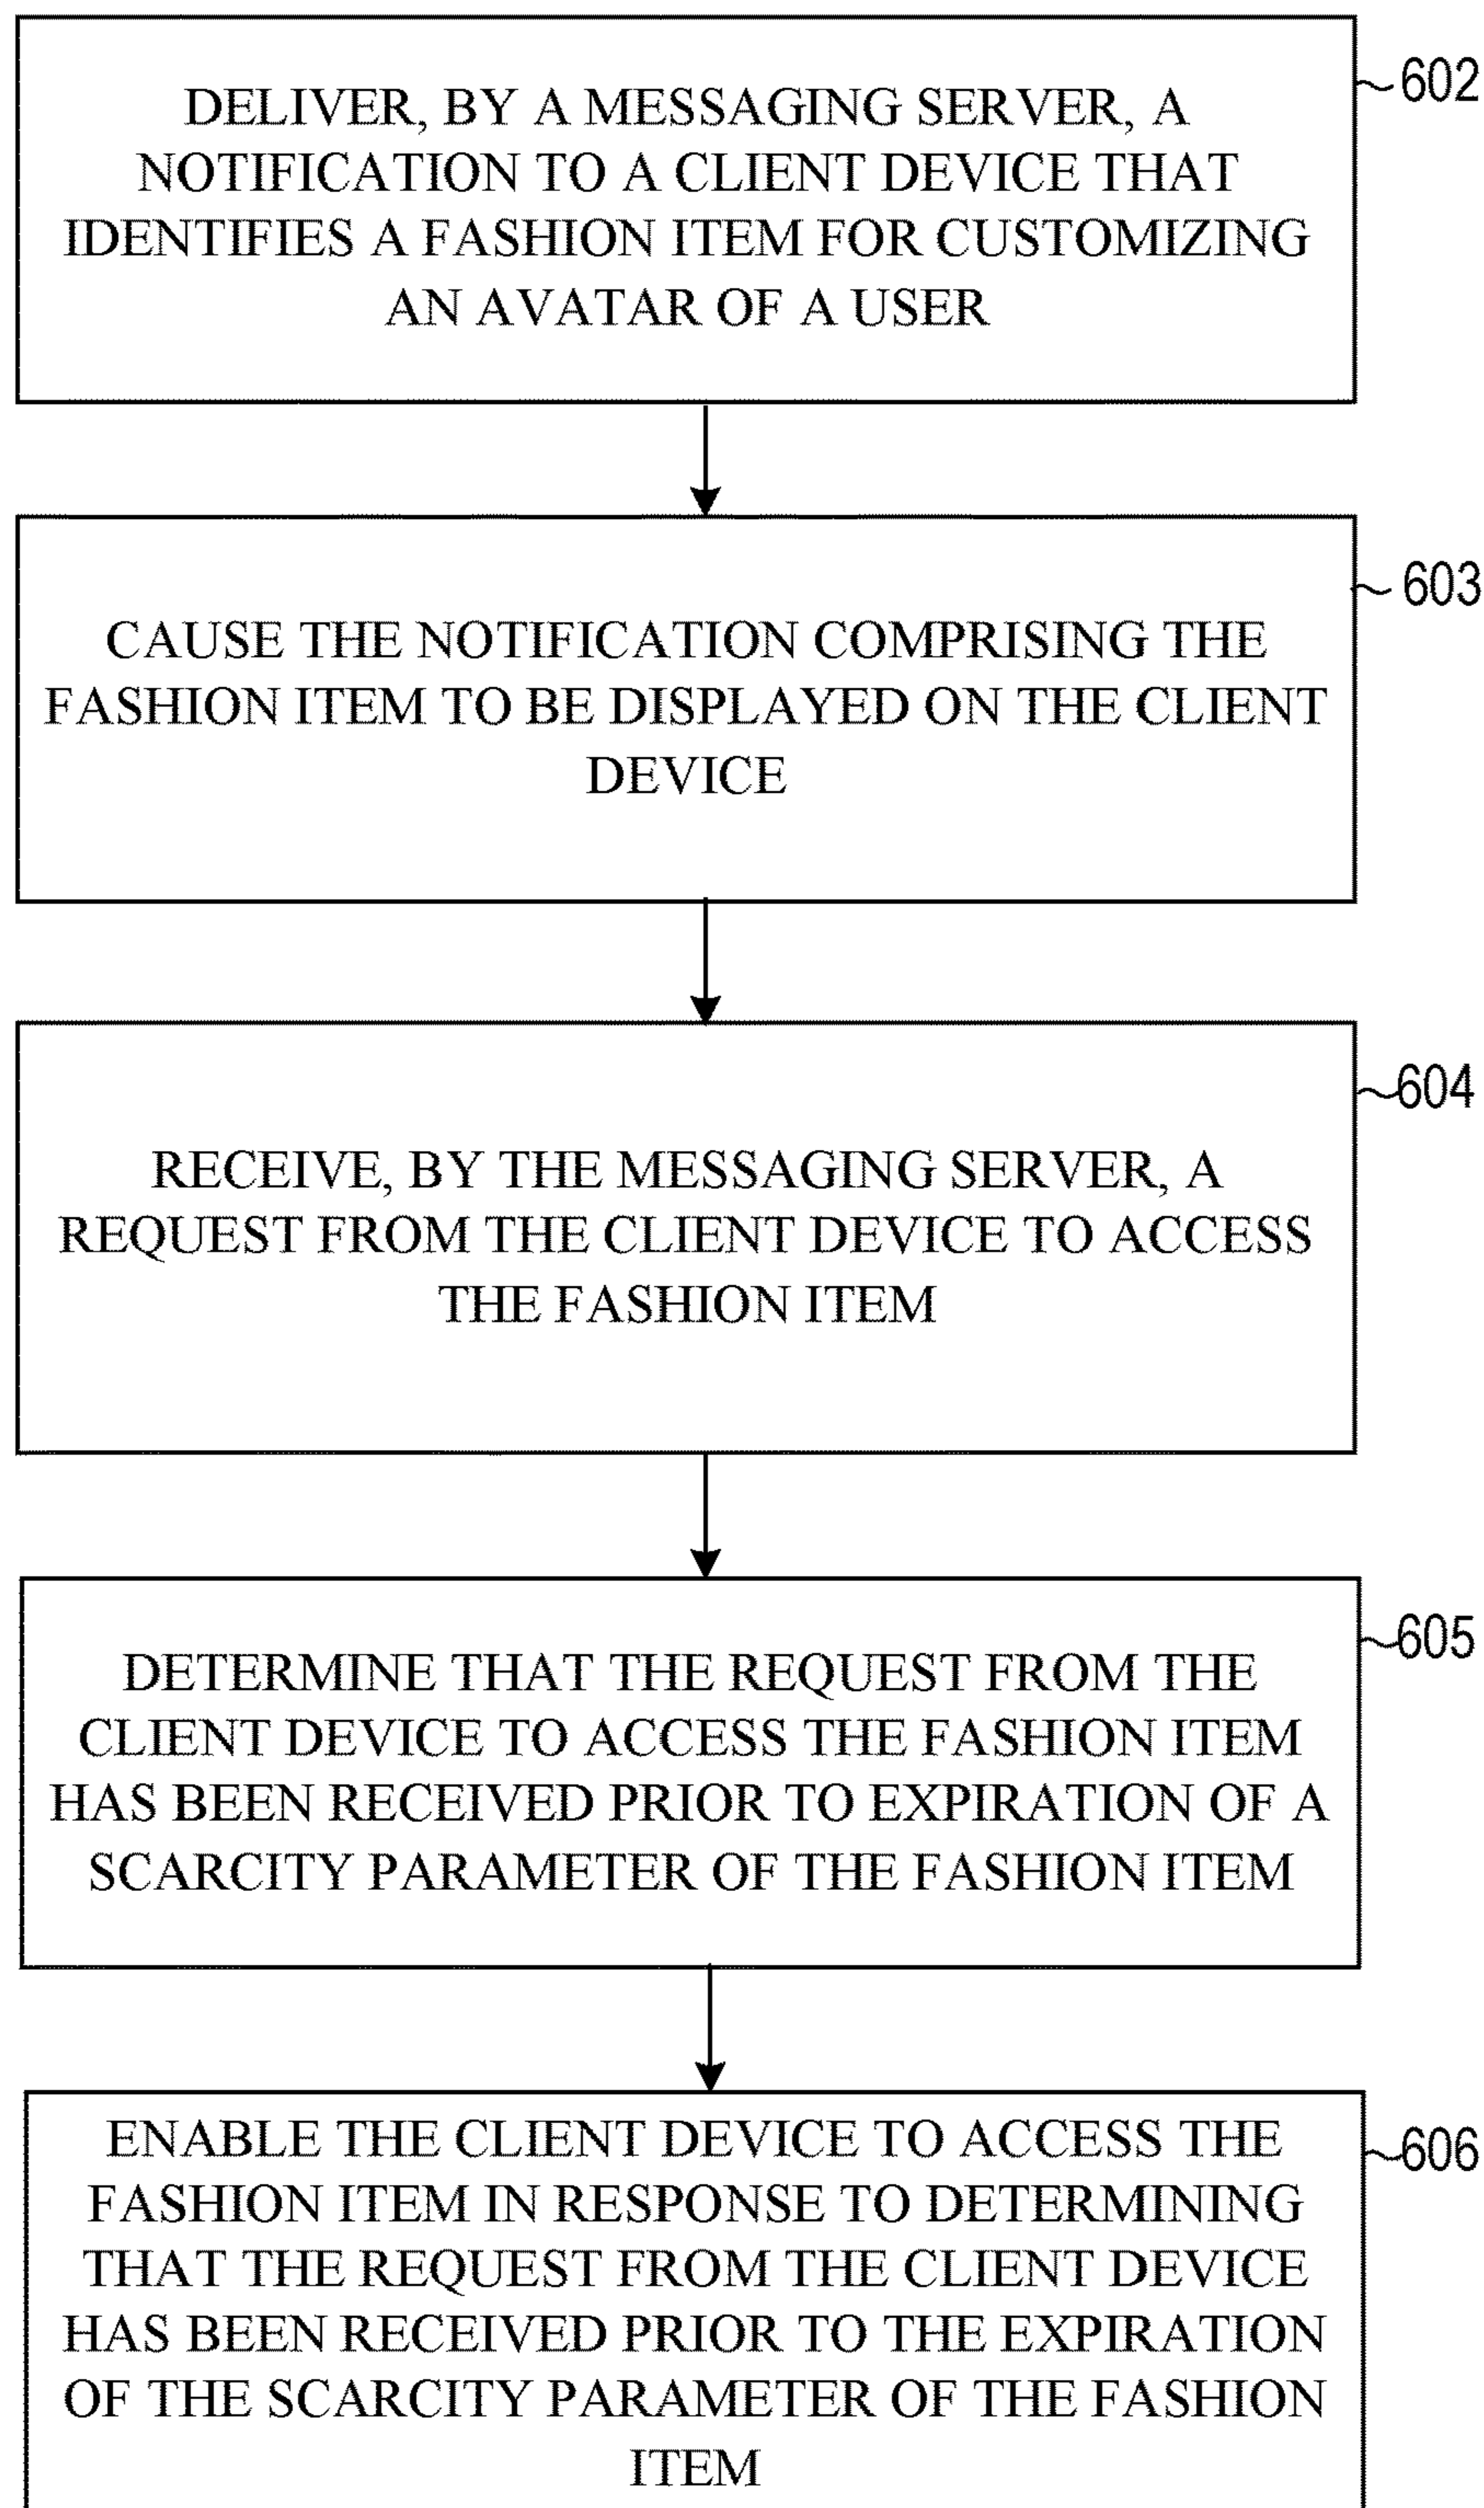 DELIVER, BY A MESSAGING SERVER, A
NOTIFICATION TO A CLIENT DEVICE THAT
IDENTIFIES A FASHION ITEM FOR CUSTOMIZING
AN AVATAR OF A USER
602
CAUSE THE NOTIFICATION COMPRISING THE
FASHION ITEM TO BE DISPLAYED ON THE CLIENT
DEVICE
603
RECEIVE, BY THE MESSAGING SERVER, A
REQUEST FROM THE CLIENT DEVICE TO ACCESS
THE FASHION ITEM
604
DETERMINE THAT THE REQUEST FROM THE
CLIENT DEVICE TO ACCESS THE FASHION ITEM
HAS BEEN RECEIVED PRIOR TO EXPIRATION OF A
SCARCITY PARAMETER OF THE FASHION ITEM
605
ENABLE THE CLIENT DEVICE TO ACCESS THE
FASHION ITEM IN RESPONSE TO DETERMINING
THAT THE REQUEST FROM THE CLIENT DEVICE
HAS BEEN RECEIVED PRIOR TO THE EXPIRATION
OF THE SCARCITY PARAMETER OF THE FASHION
ITEM
606